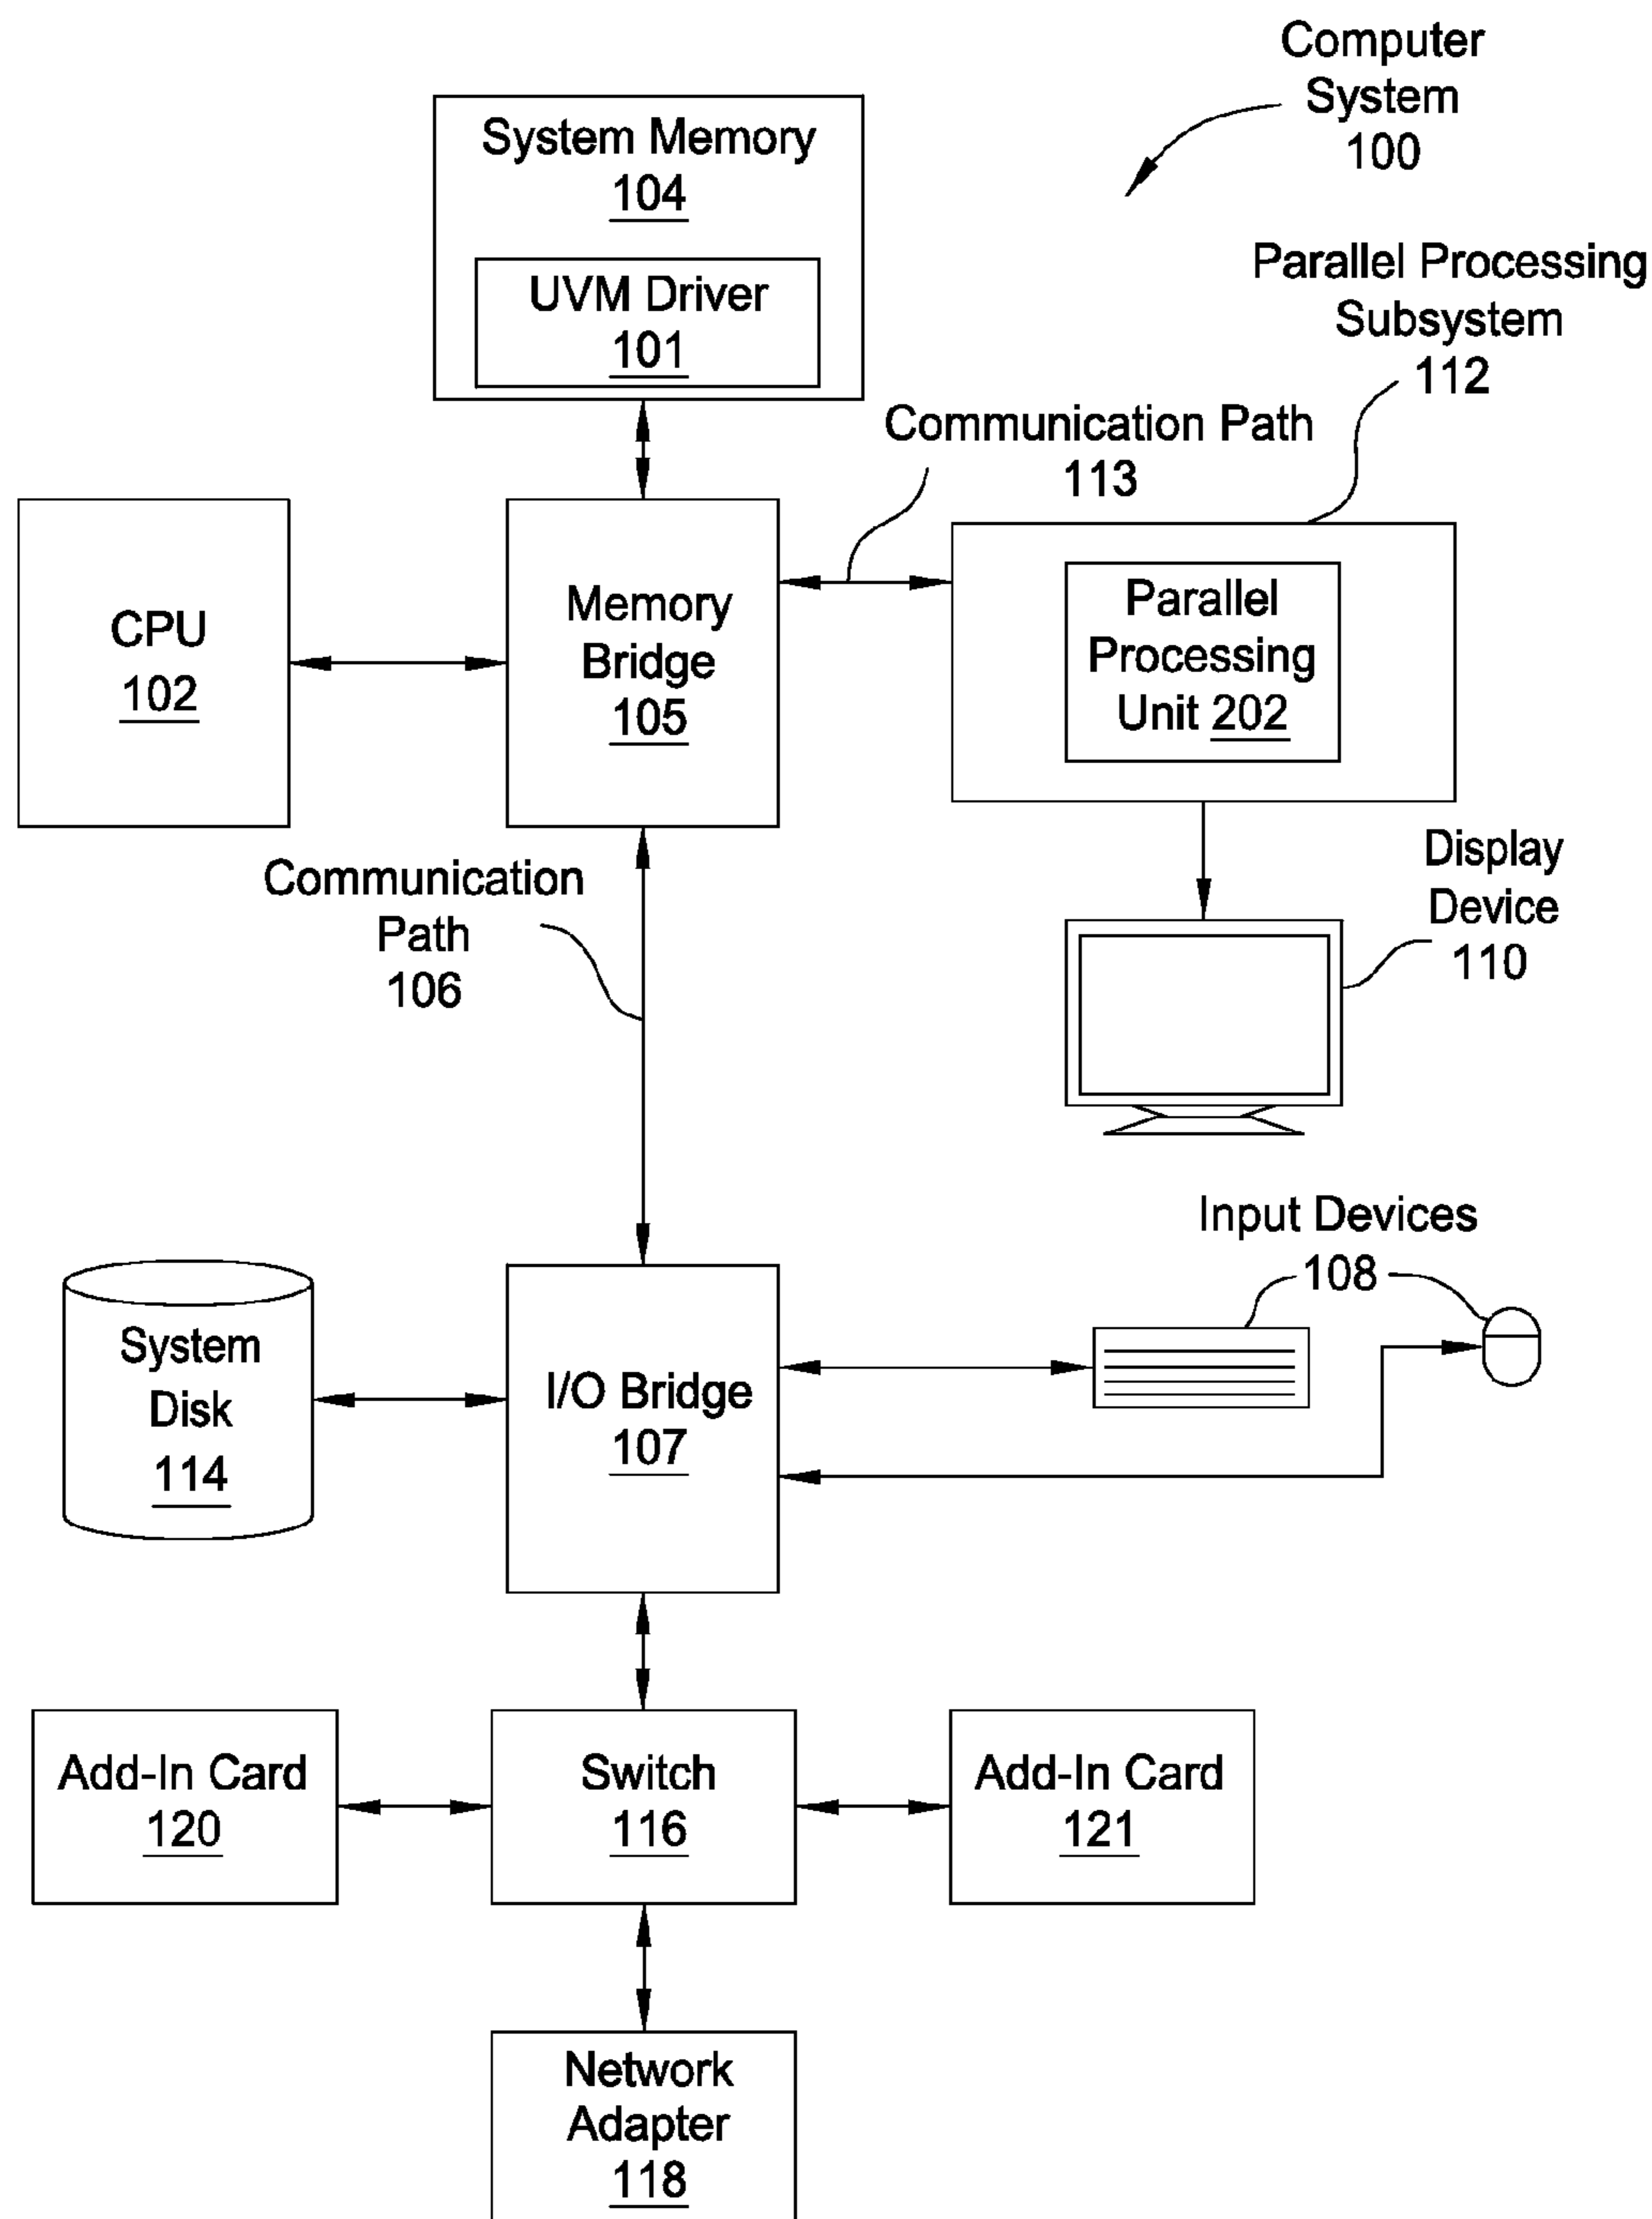 Computer
System
100
System Memory
104
UVM Driver
101
Parallel Processing
Subsystem
112
Communication Path
113
CPU
102
Memory
Bridge
105
Parallel
Processing
Unit 202
Communication
Path
106
Display
Device
110
Input Devices
108
System
Disk
114
I/O Bridge
107
Add-In Card
120
Switch
116
Add-In Card
121
Network
Adapter
118